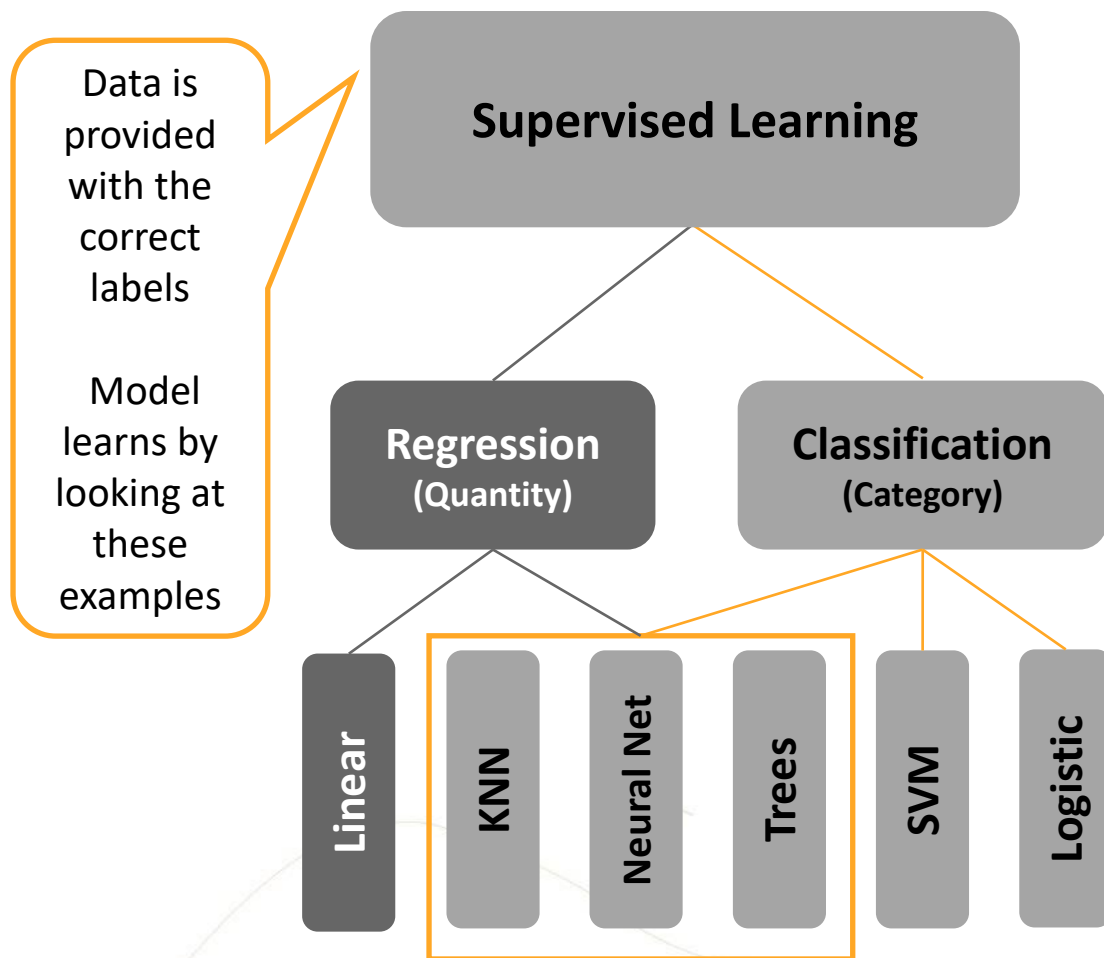 Data is
provided
with the
correct
labels
Model
learns by
looking at
these
examples
Supervised Learning
Regression
(Quantity)
Classification
(Category)
Linear
KNN
Neural Net
Trees
SVM
Logistic